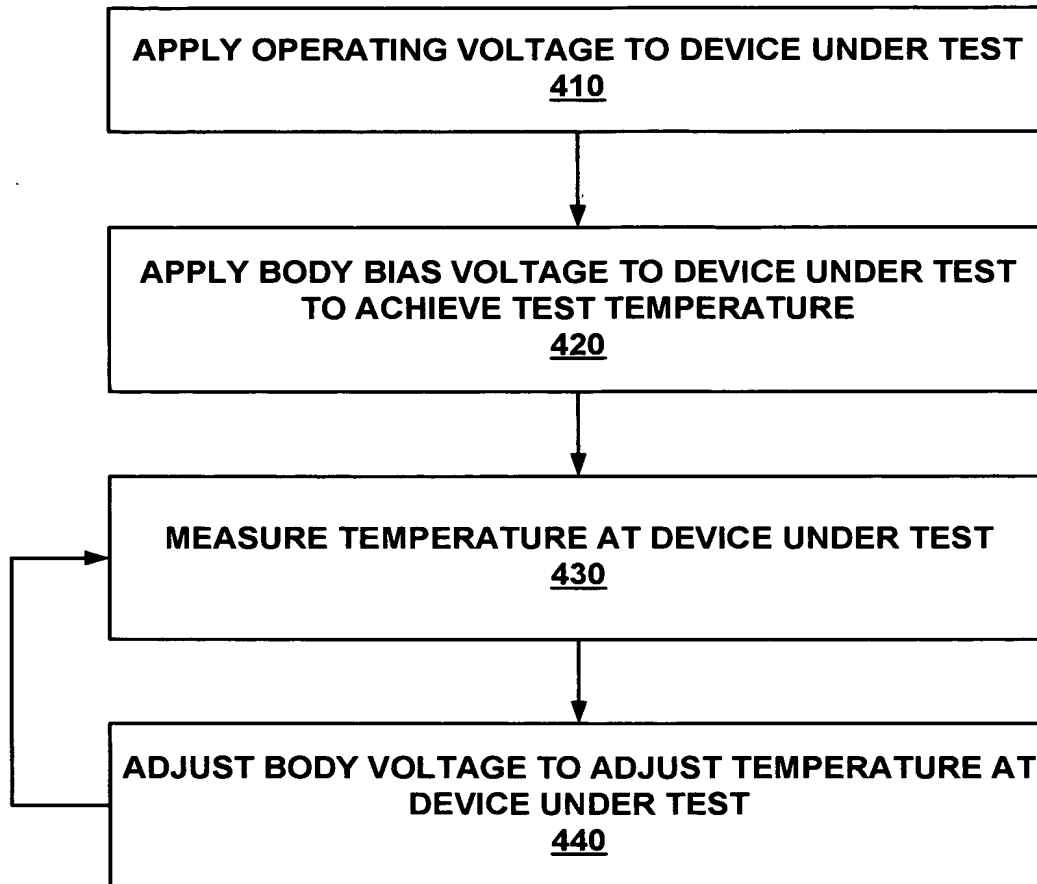 APPLY OPERATING VOLTAGE TO DEVICE UNDER TEST
410
APPLY BODY BIAS VOLTAGE TO DEVICE UNDER TEST
TO ACHIEVE TEST TEMPERATURE
420
MEASURE TEMPERATURE AT DEVICE UNDER TEST
430
ADJUST BODY VOLTAGE TO ADJUST TEMPERATURE AT
DEVICE UNDER TEST
440